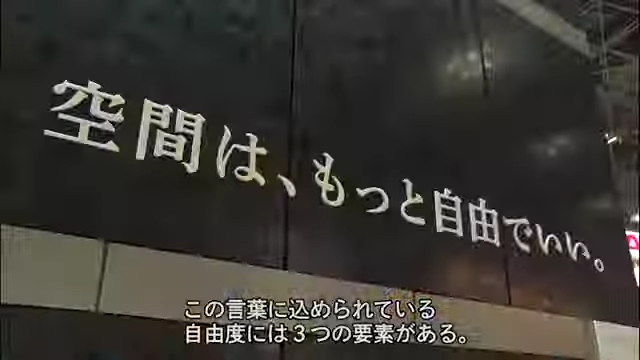 空間は、もっと自由でいい。
この言葉に込められている
自由度には３つの要素がある。